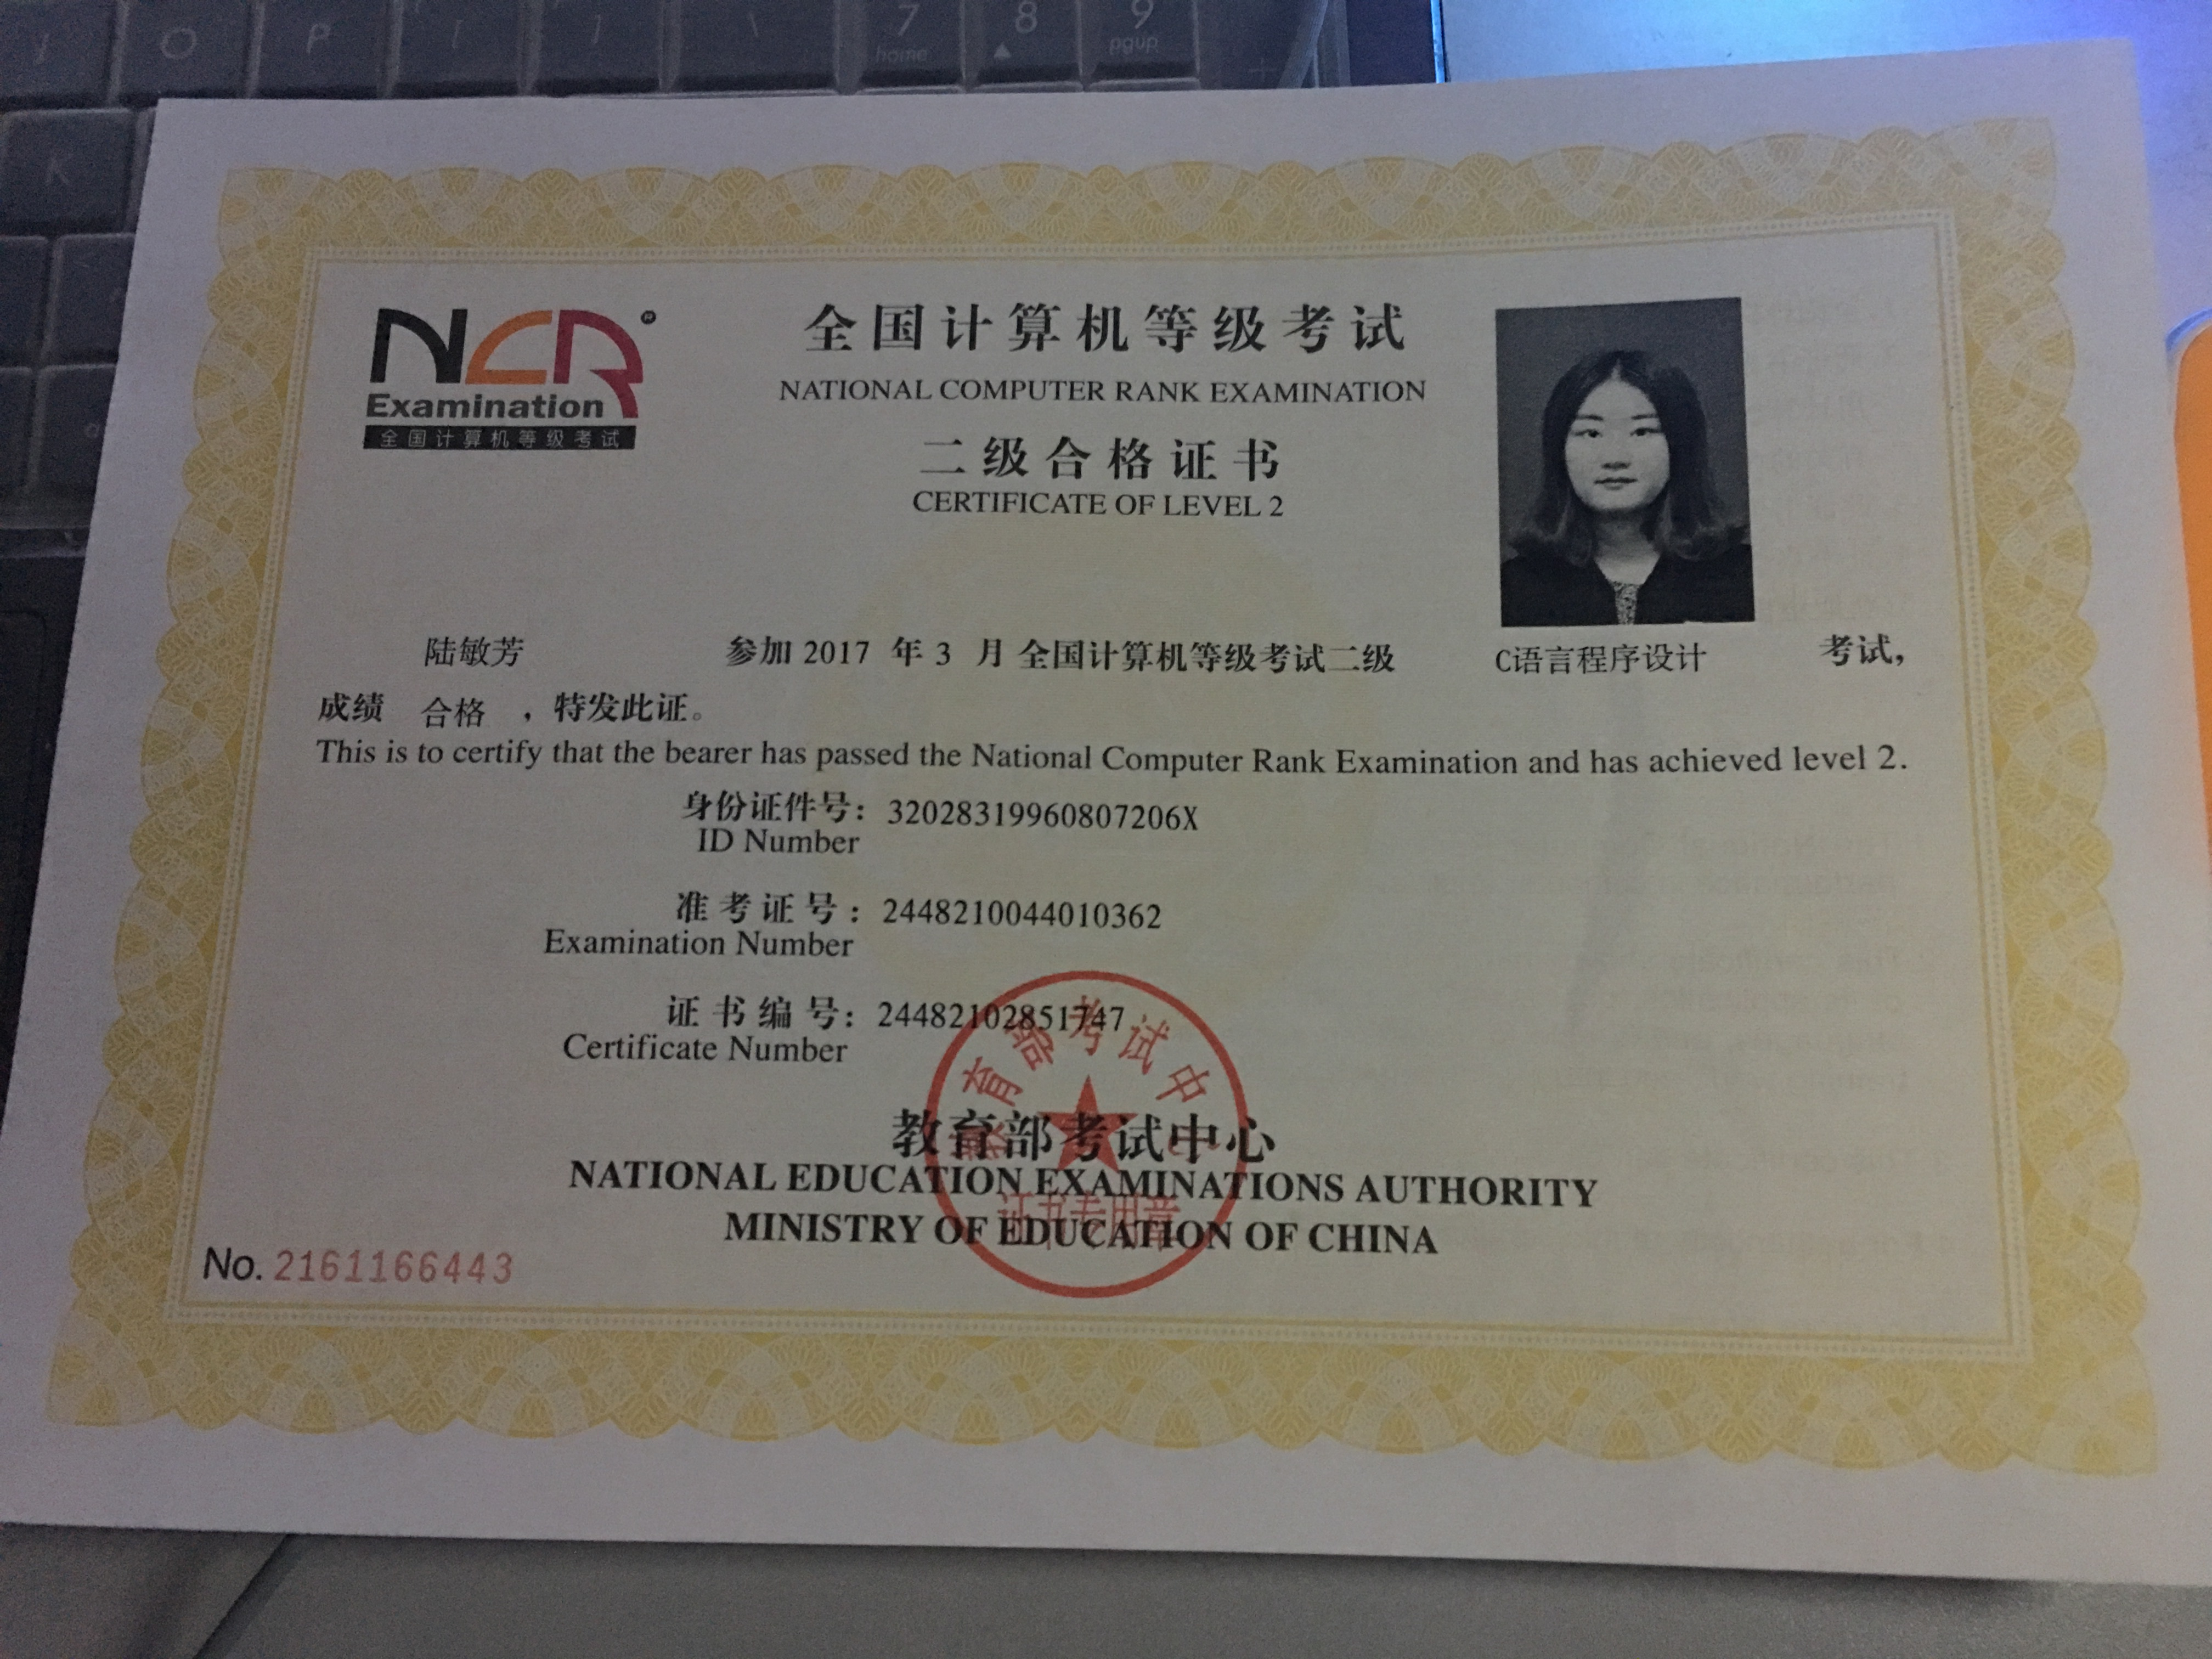 O P [ ] \ 7 8 9
home pgup
K
NCR®
Examination
全国计算机等级考试
全国计算机等级考试
NATIONAL COMPUTER RANK EXAMINATION
二级合格证书
CERTIFICATE OF LEVEL 2
陆敏芳 参加 2017 年 3 月 全国计算机等级考试二级 C语言程序设计 考试,
成绩 合格 , 特发此证。
This is to certify that the bearer has passed the National Computer Rank Examination and has achieved level 2.
身份证件号: 32028319960807206X
ID Number
准考证号: 2448210044010362
Examination Number
证书编号: 24482102851747
Certificate Number
教育部考试中心
教育部考试中心
NATIONAL EDUCATION EXAMINATIONS AUTHORITY
证书专用章
MINISTRY OF EDUCATION OF CHINA
No. 2161166443